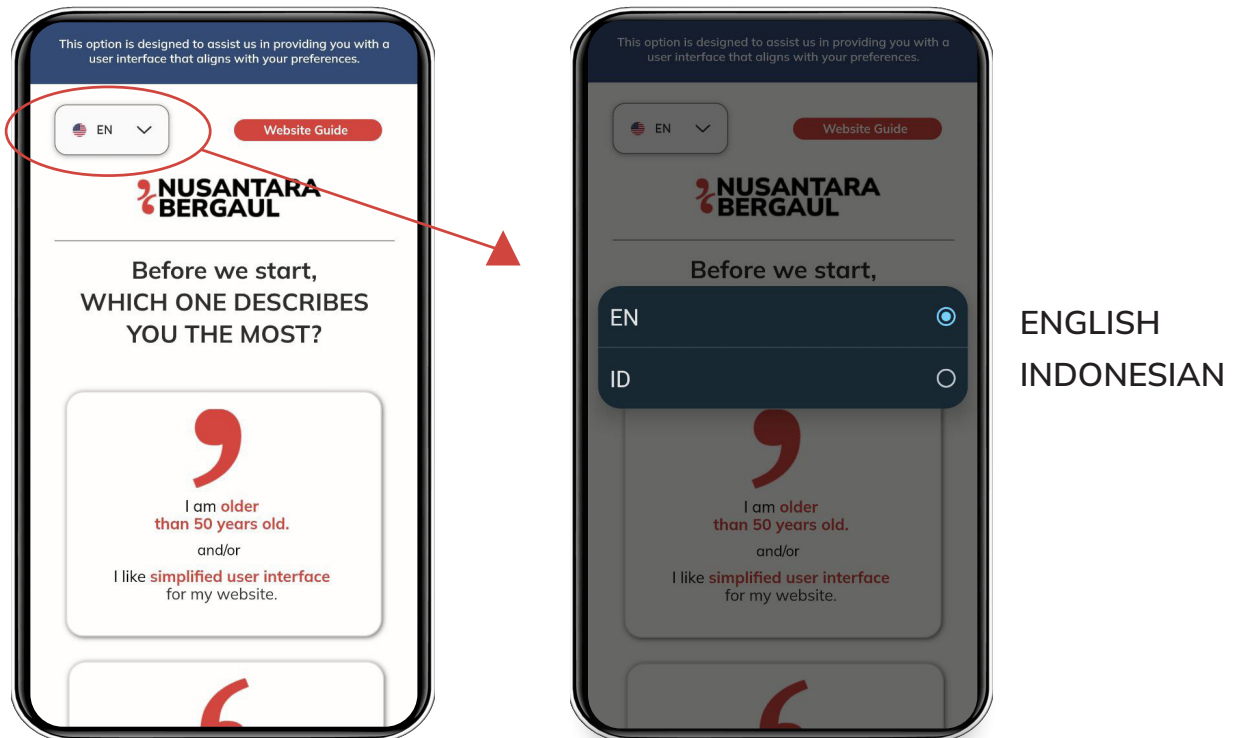 This option is designed to assist us in providing you with a
user interface that aligns with your preferences.
EN
Website Guide
NUSANTARA
BERGAUL
Before we start,
WHICH ONE DESCRIBES
YOU THE MOST?
I am older
than 50 years old.
and/or
I like simplified user interface
for my website.
This option is designed to assist us in providing you with a
user interface that aligns with your preferences.
EN
Website Guide
NUSANTARA
BERGAUL
Before we start,
EN
ID
I am older
than 50 years old.
and/or
I like simplified user interface
for my website.
ENGLISH
INDONESIAN